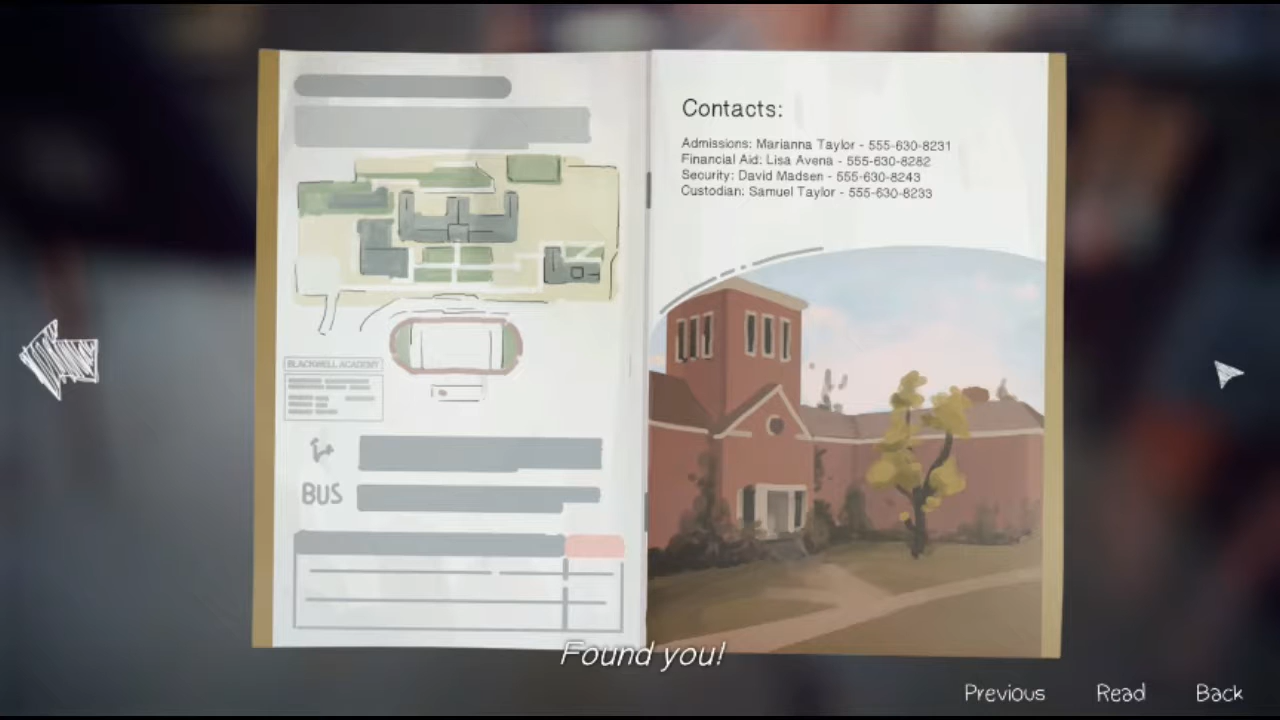 BLACKWELL ACADEMY
BUS
Contacts:
Admissions: Marianna Taylor - 555-630-8231
Financial Aid: Lisa Avena - 555-630-8282
Security: David Madsen - 555-630-8243
Custodian: Samuel Taylor - 555-630-8233
Found you!
Previous
Read
Back